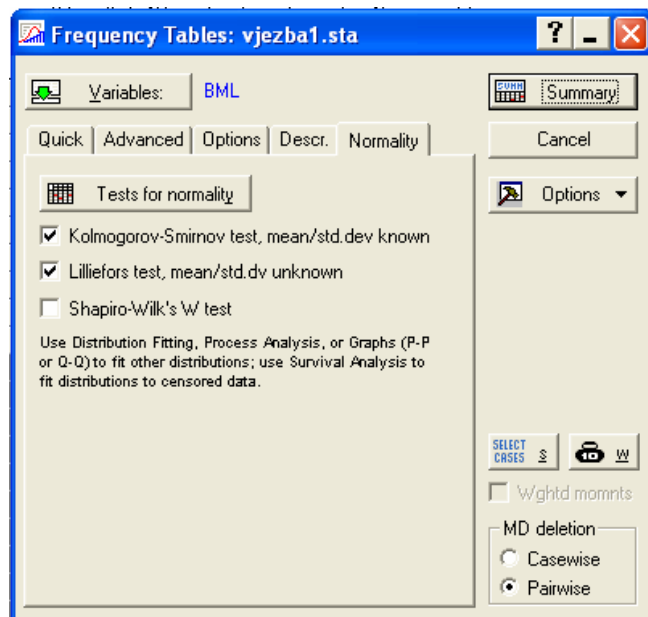 Frequency Tables: vjezba1.sta
Variables: BML
Summary
Quick Advanced Options Descr. Normality
Cancel
Tests for normality
Options
Kolmogorov-Smirnov test, mean/std.dev known
Lilliefors test, mean/std.dv unknown
Shapiro-Wilk's W test
Use Distribution Fitting, Process Analysis, or Graphs (P-P
or Q-Q) to fit other distributions; use Survival Analysis to
fit distributions to censored data.
SELECT
CASES S W
Wghtd momnts
MD deletion
Casewise
Pairwise